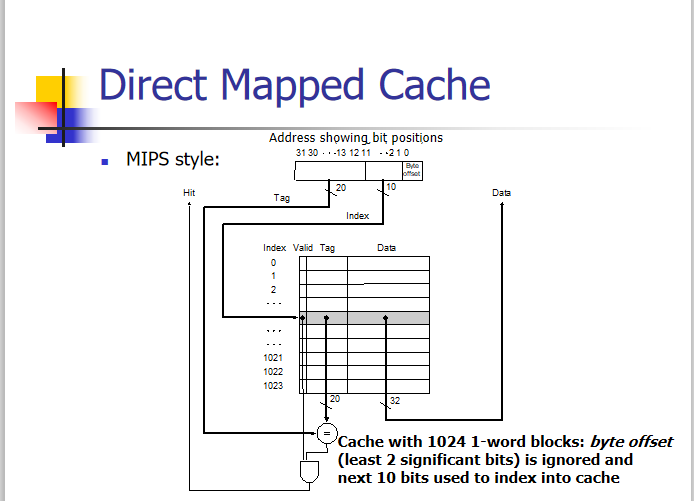 Direct Mapped Cache
MIPS style:
Address showing bit positions
31 30 · · · 13 12 11 · · 2 1 0
Byte
offset
20
10
Hit
Tag
Data
Index
Index Valid Tag Data
0
1
2
. . .
. . .
. . .
1021
1022
1023
20
32
=
Cache with 1024 1-word blocks: byte offset
(least 2 significant bits) is ignored and
next 10 bits used to index into cache